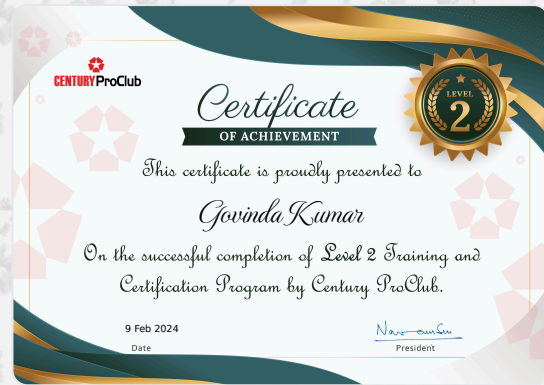 CENTURY ProClub
LEVEL
2
Certificate
OF ACHIEVEMENT
This certificate is proudly presented to
Govinda Kumar
On the successful completion of Level 2 Training and
Certification Program by Century ProClub.
9 Feb 2024
Date
President